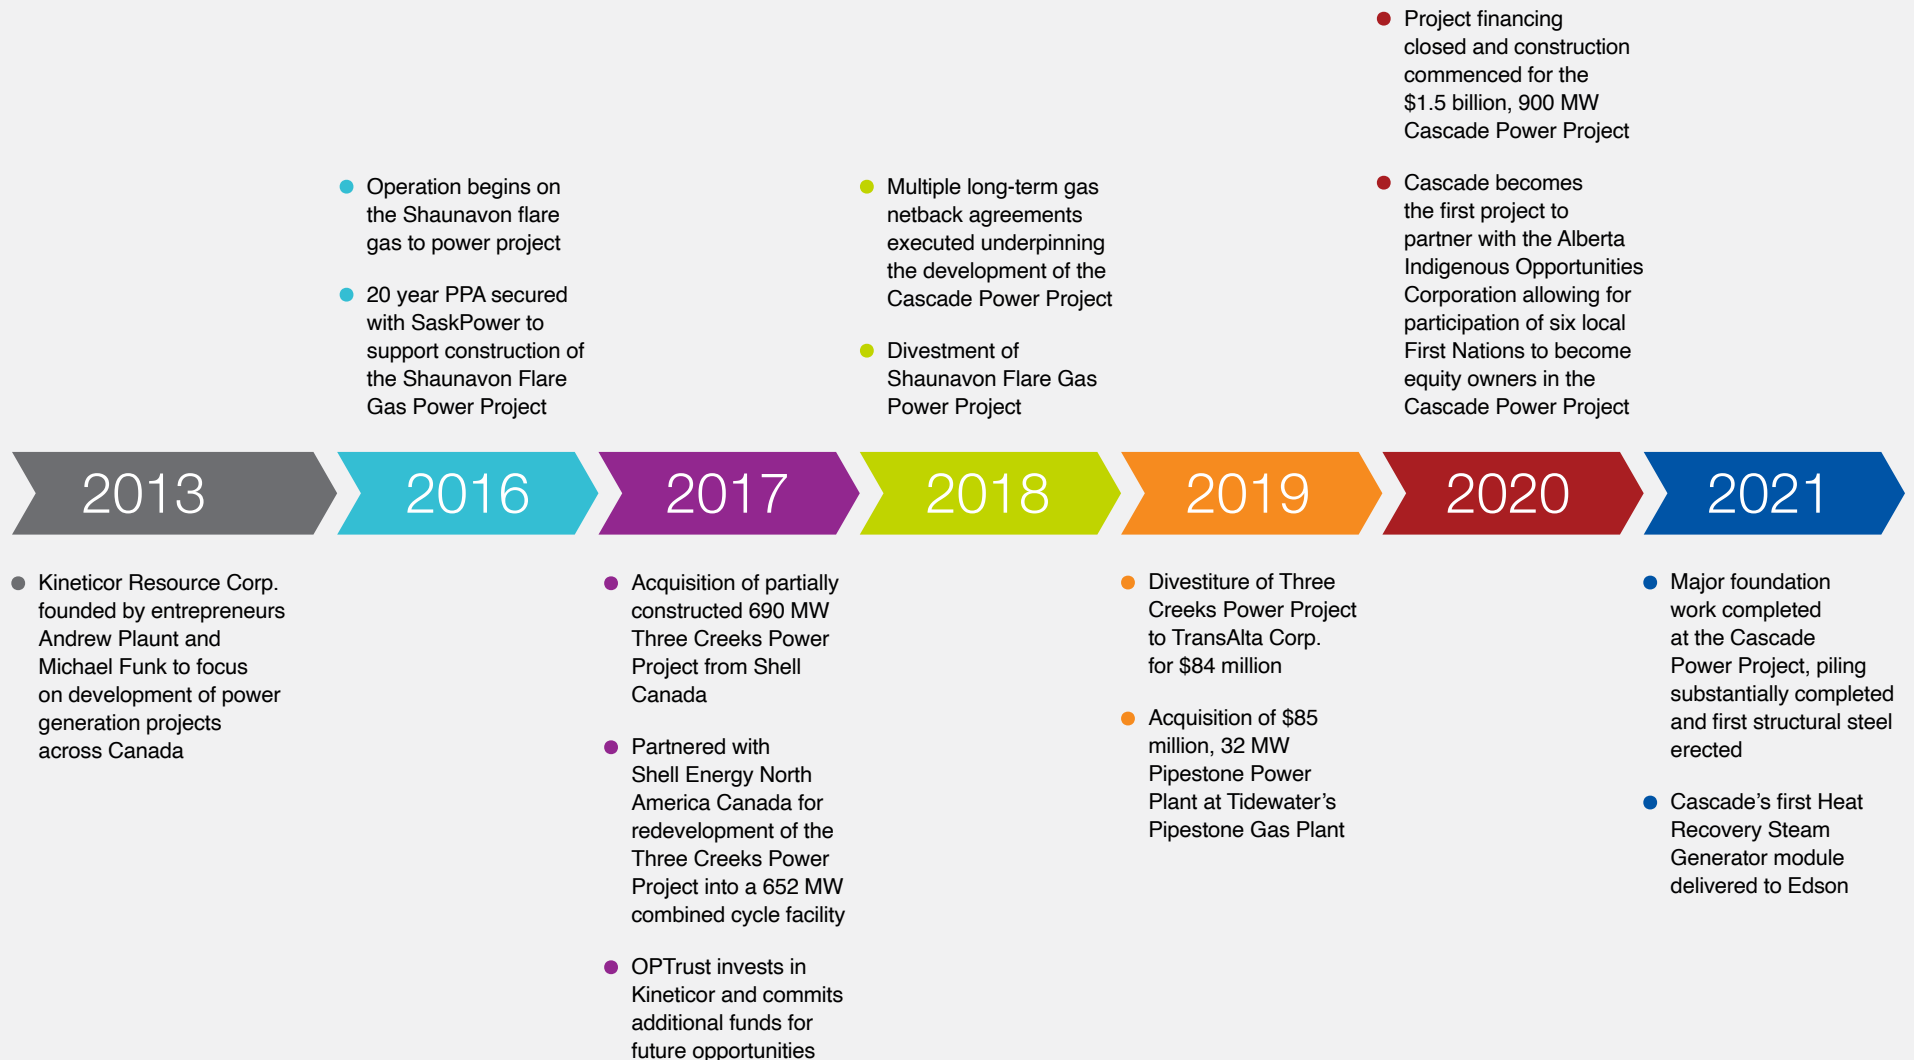 2013
Kineticor Resource Corp.
founded by entrepreneurs
Andrew Plaunt and
Michael Funk to focus
on development of power
generation projects
across Canada
2016
Operation begins on
the Shaunavon flare
gas to power project
20 year PPA secured
with SaskPower to
support construction of
the Shaunavon Flare
Gas Power Project
2017
Acquisition of partially
constructed 690 MW
Three Creeks Power
Project from Shell
Canada
Partnered with
Shell Energy North
America Canada for
redevelopment of the
Three Creeks Power
Project into a 652 MW
combined cycle facility
OPTrust invests in
Kineticor and commits
additional funds for
future opportunities
2018
Multiple long-term gas
netback agreements
executed underpinning
the development of the
Cascade Power Project
Divestment of
Shaunavon Flare Gas
Power Project
2019
Divestiture of Three
Creeks Power Project
to TransAlta Corp.
for $84 million
Acquisition of $85
million, 32 MW
Pipestone Power
Plant at Tidewater’s
Pipestone Gas Plant
2020
Project financing
closed and construction
commenced for the
$1.5 billion, 900 MW
Cascade Power Project
Cascade becomes
the first project to
partner with the Alberta
Indigenous Opportunities
Corporation allowing for
participation of six local
First Nations to become
equity owners in the
Cascade Power Project
2021
Major foundation
work completed
at the Cascade
Power Project, piling
substantially completed
and first structural steel
erected
Cascade’s first Heat
Recovery Steam
Generator module
delivered to Edson